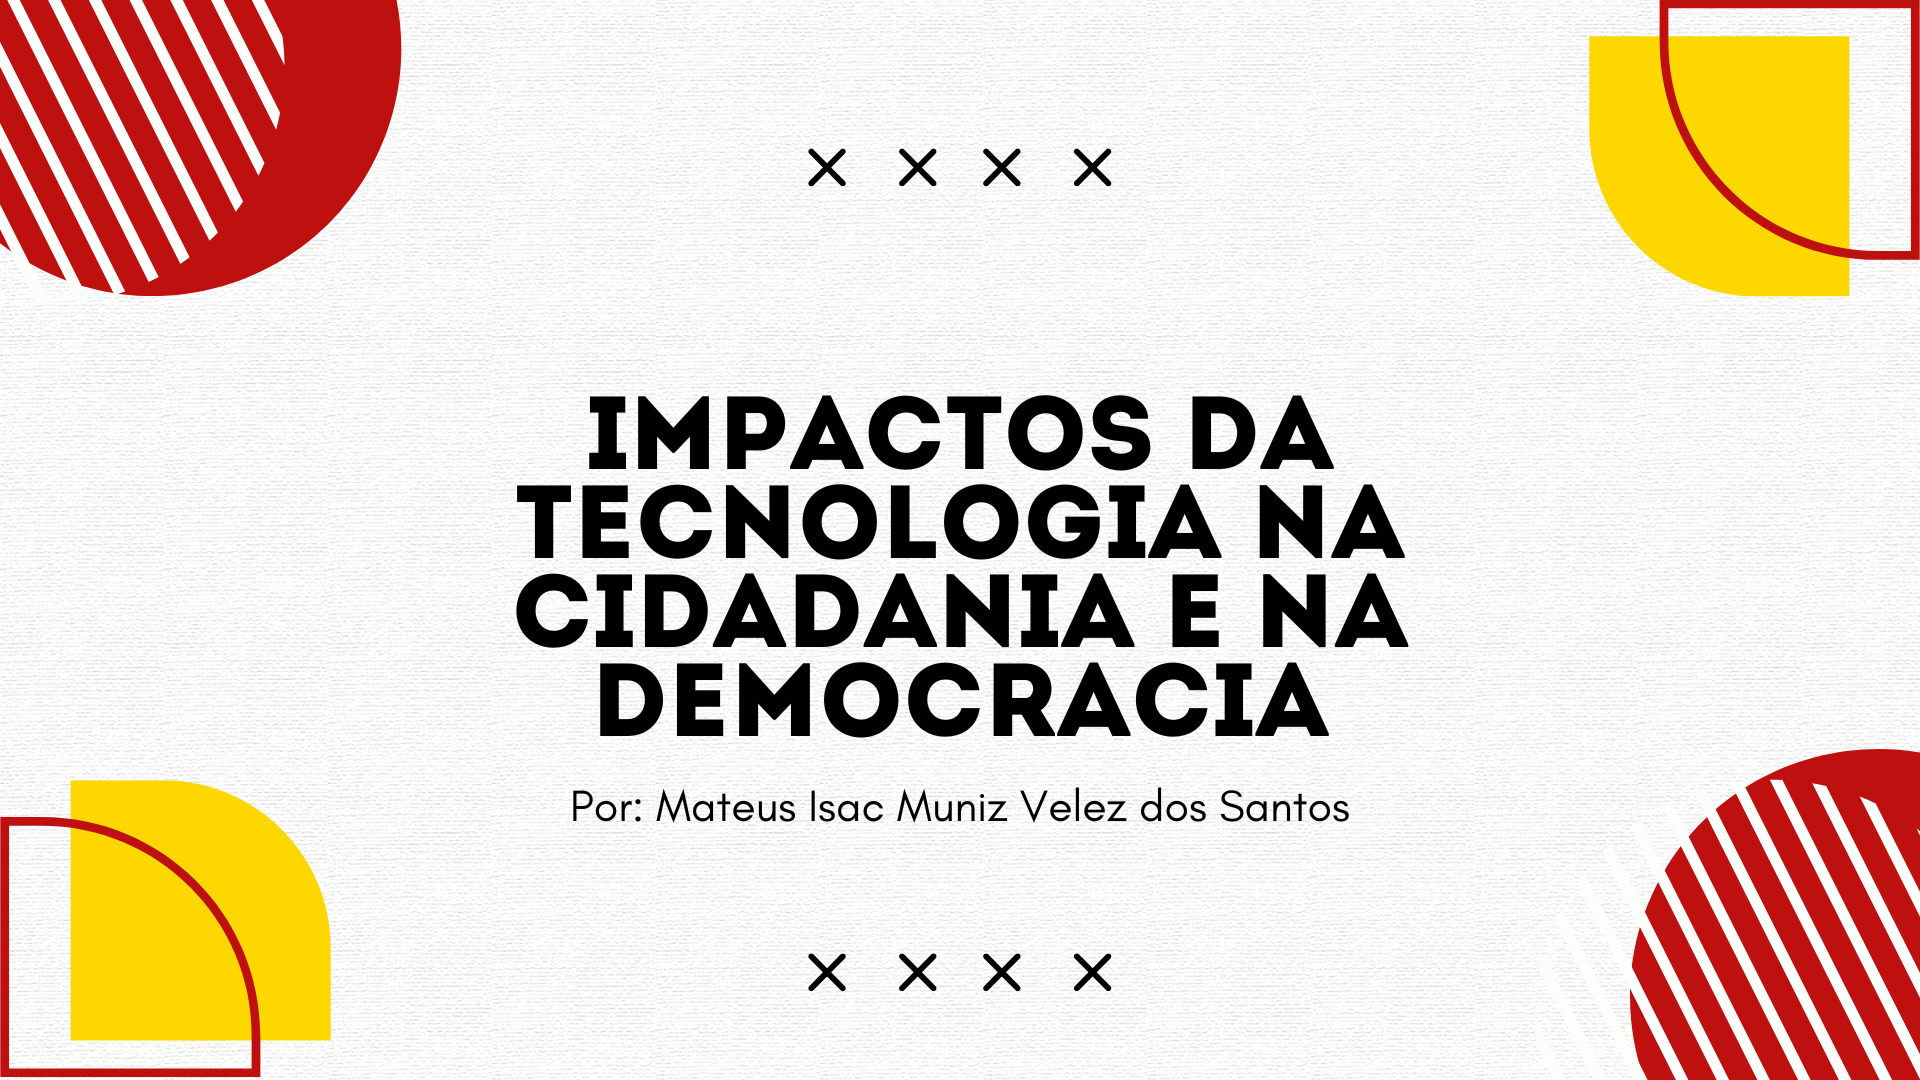 IMPACTOS DA
TECNOLOGIA NA
CIDADANIA E NA
DEMOCRACIA
Por: Mateus Isac Muniz Velez dos Santos